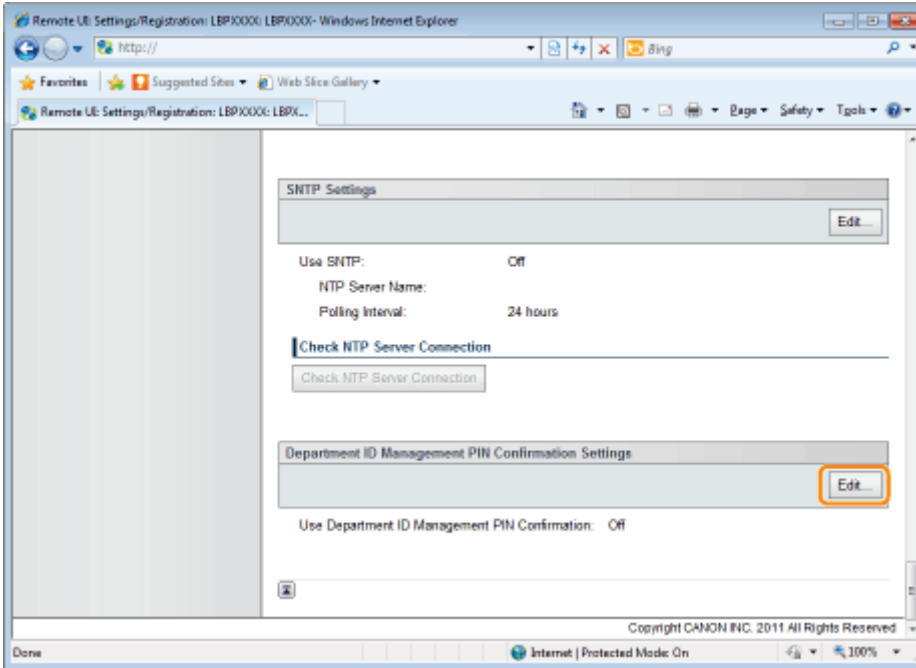 Remote UI: Settings/Registration: LBPXXXX: LBPXXXX- Windows Internet Explorer
http://
Bing
Favorites Suggested Sites Web Slice Gallery
Remote UI: Settings/Registration: LBPXXXX: LBPX...
Page Safety Tools
SNTP Settings
Edit...
Use SNTP: Off
NTP Server Name:
Polling Interval: 24 hours
Check NTP Server Connection
Check NTP Server Connection
Department ID Management PIN Confirmation Settings
Edit...
Use Department ID Management PIN Confirmation: Off
Copyright CANON INC. 2011 All Rights Reserved
Done Internet | Protected Mode: On 100%